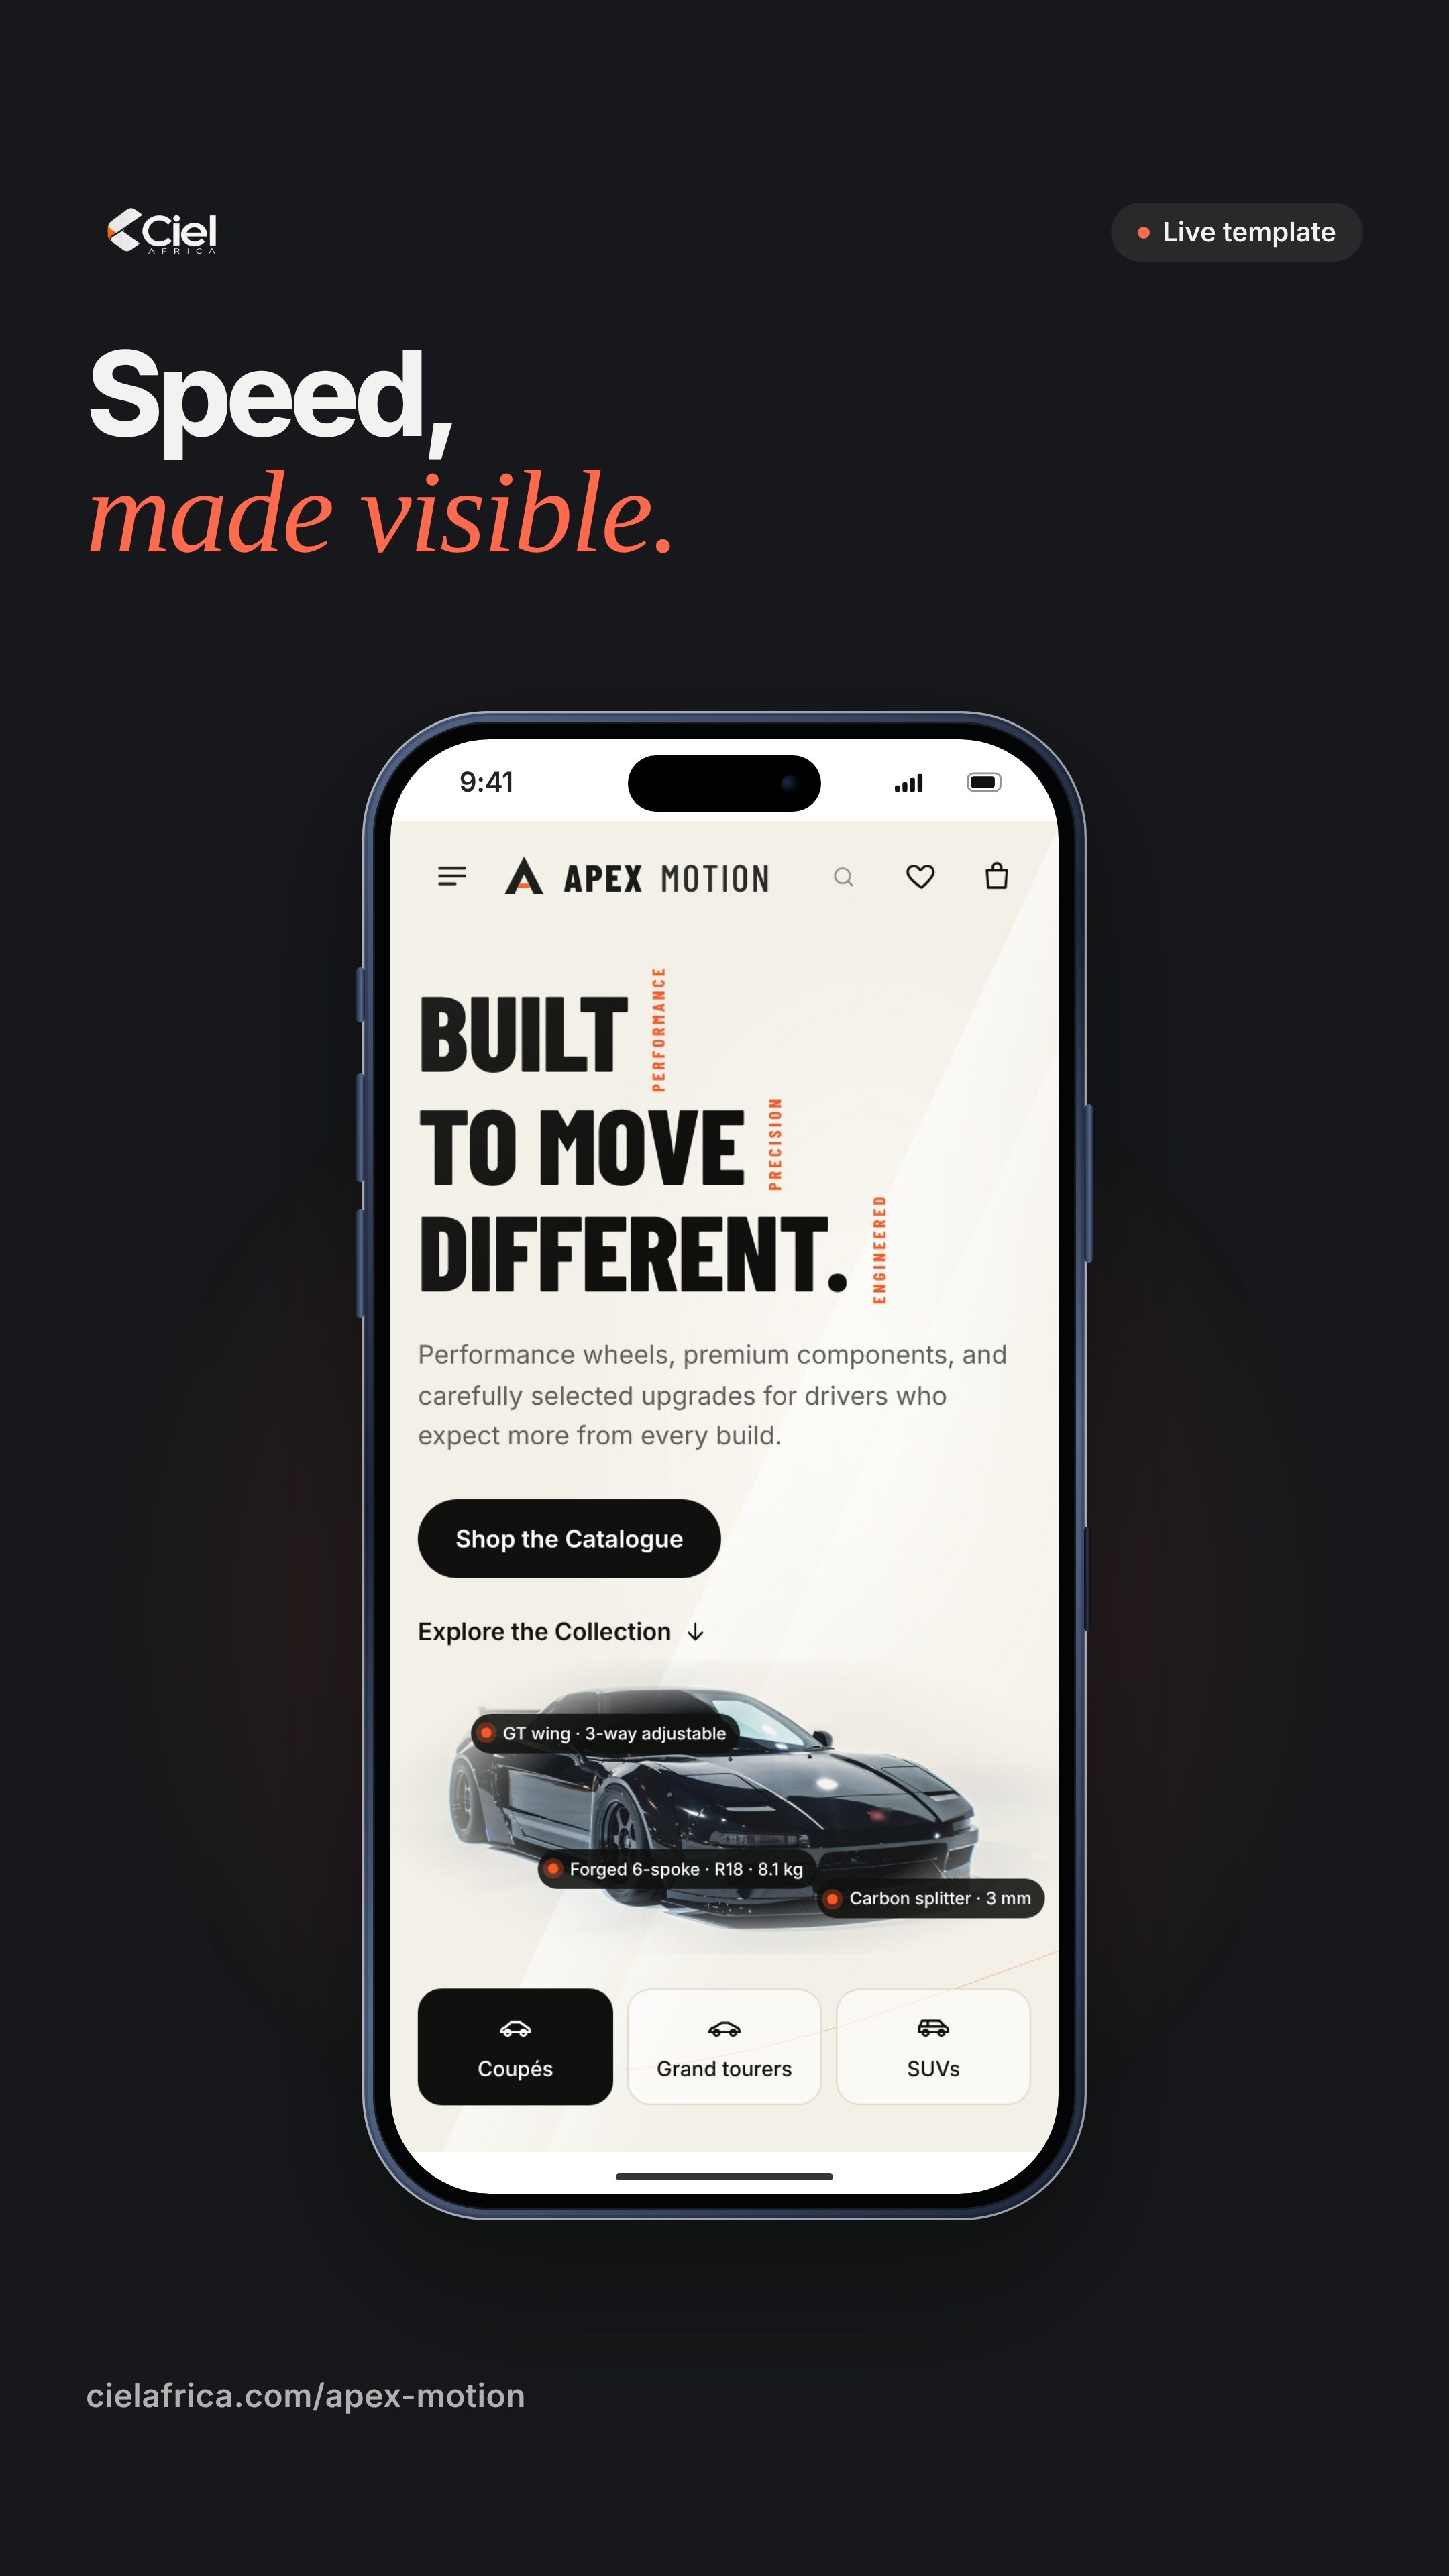 Ciel
AFRICA
Live template
Speed,
made visible.
9:41
APEX MOTION
BUILT
PERFORMANCE
TO MOVE
PRECISION
DIFFERENT.
ENGINEERED
Performance wheels, premium components, and
carefully selected upgrades for drivers who
expect more from every build.
Shop the Catalogue
Explore the Collection ↓
GT wing · 3-way adjustable
Forged 6-spoke · R18 · 8.1 kg
Carbon splitter · 3 mm
Coupés
Grand tourers
SUVs
cielafrica.com/apex-motion